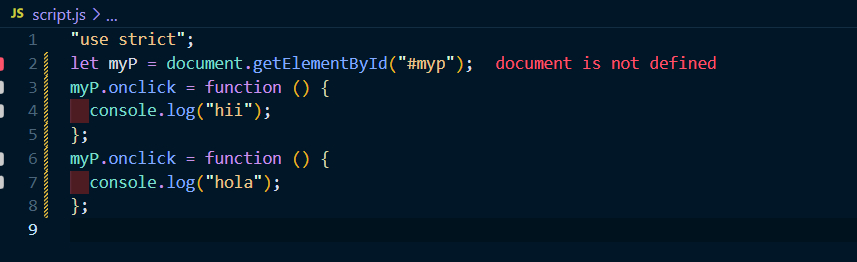 JS script.js > ...
1 "use strict";
2 let myP = document.getElementById("#myp"); document is not defined
3 myP.onclick = function () {
4 console.log("hii");
5 };
6 myP.onclick = function () {
7 console.log("hola");
8 };
9